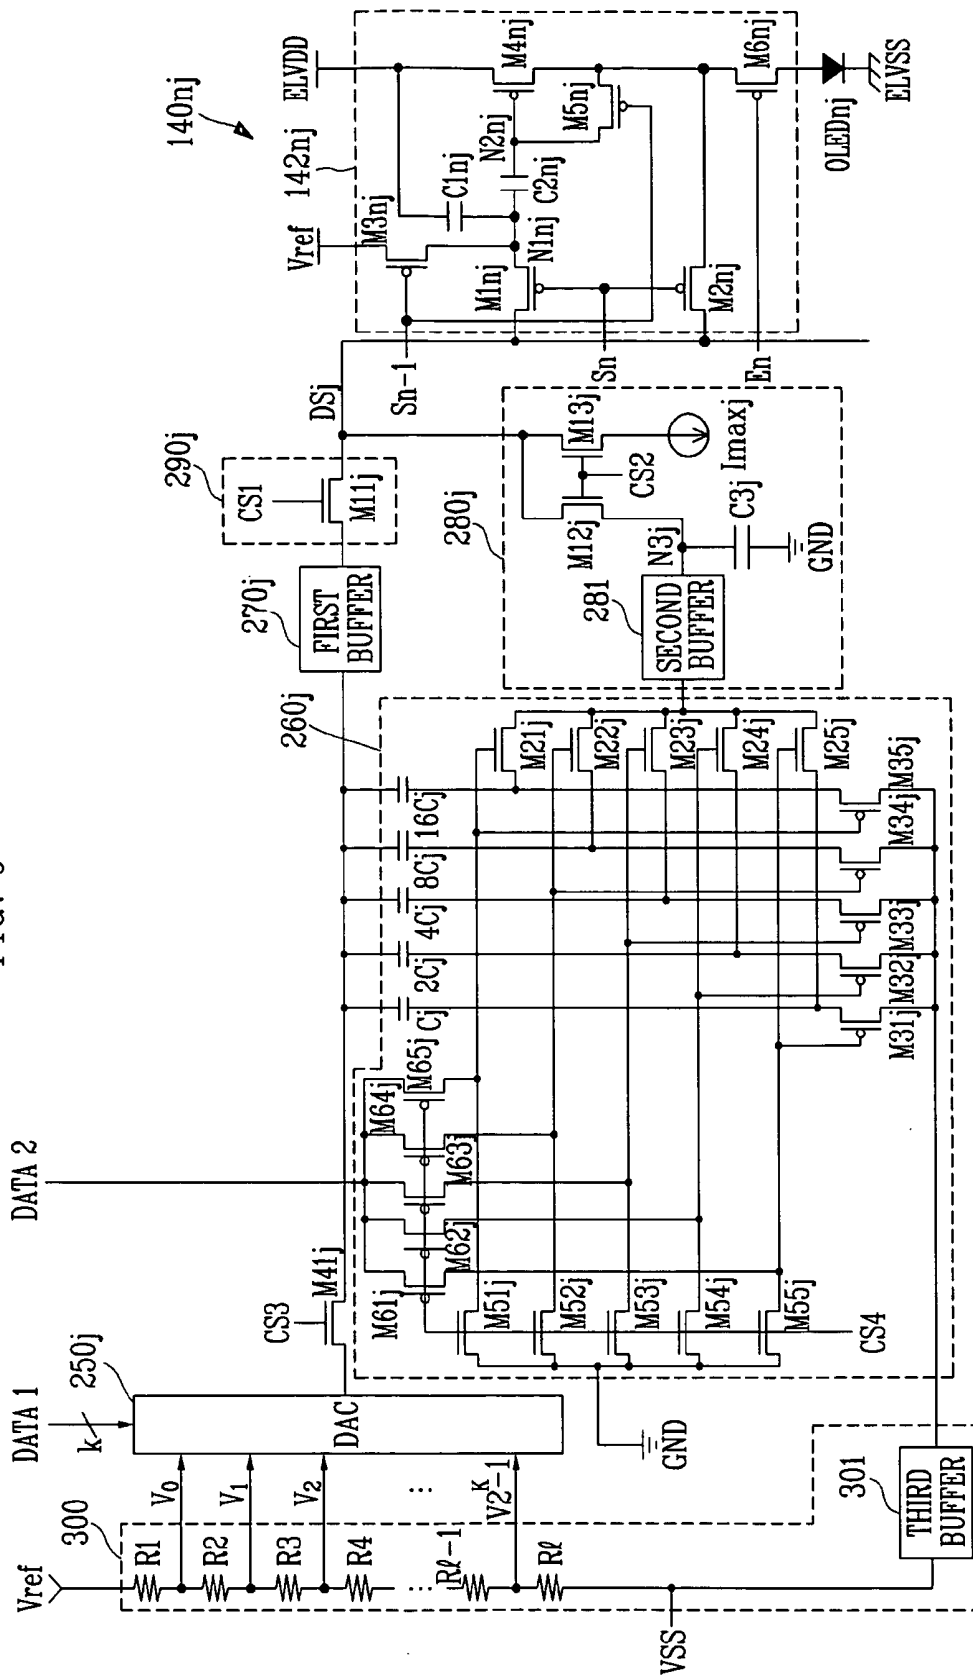 140nj
142nj
ELVDD
Vref
M3nj
C1nj
M4nj
N2nj
M5nj
C2nj
N1nj
M1nj
M2nj
M6nj
OLEDnj
ELVSS
Sn-1
Sn
En
DSj
290j
CS1
M11j
270j
FIRST
BUFFER
280j
M13j
M12j
CS2
Imaxj
N3j
C3j
GND
281
SECOND
BUFFER
260j
16Cj
8Cj
4Cj
2Cj
Cj
M21j
M22j
M23j
M24j
M25j
M35j
M34j
M33j
M32j
M31j
DATA 2
M65j
M64j
M63j
M62j
M61j
M51j
M52j
M53j
M54j
M55j
CS4
GND
CS3
M41j
DATA 1
k
250j
DAC
V0
V1
V2
⋮
V2K-1
300
Vref
R1
R2
R3
R4
⋮
Rℓ-1
Rℓ
VSS
301
THIRD
BUFFER